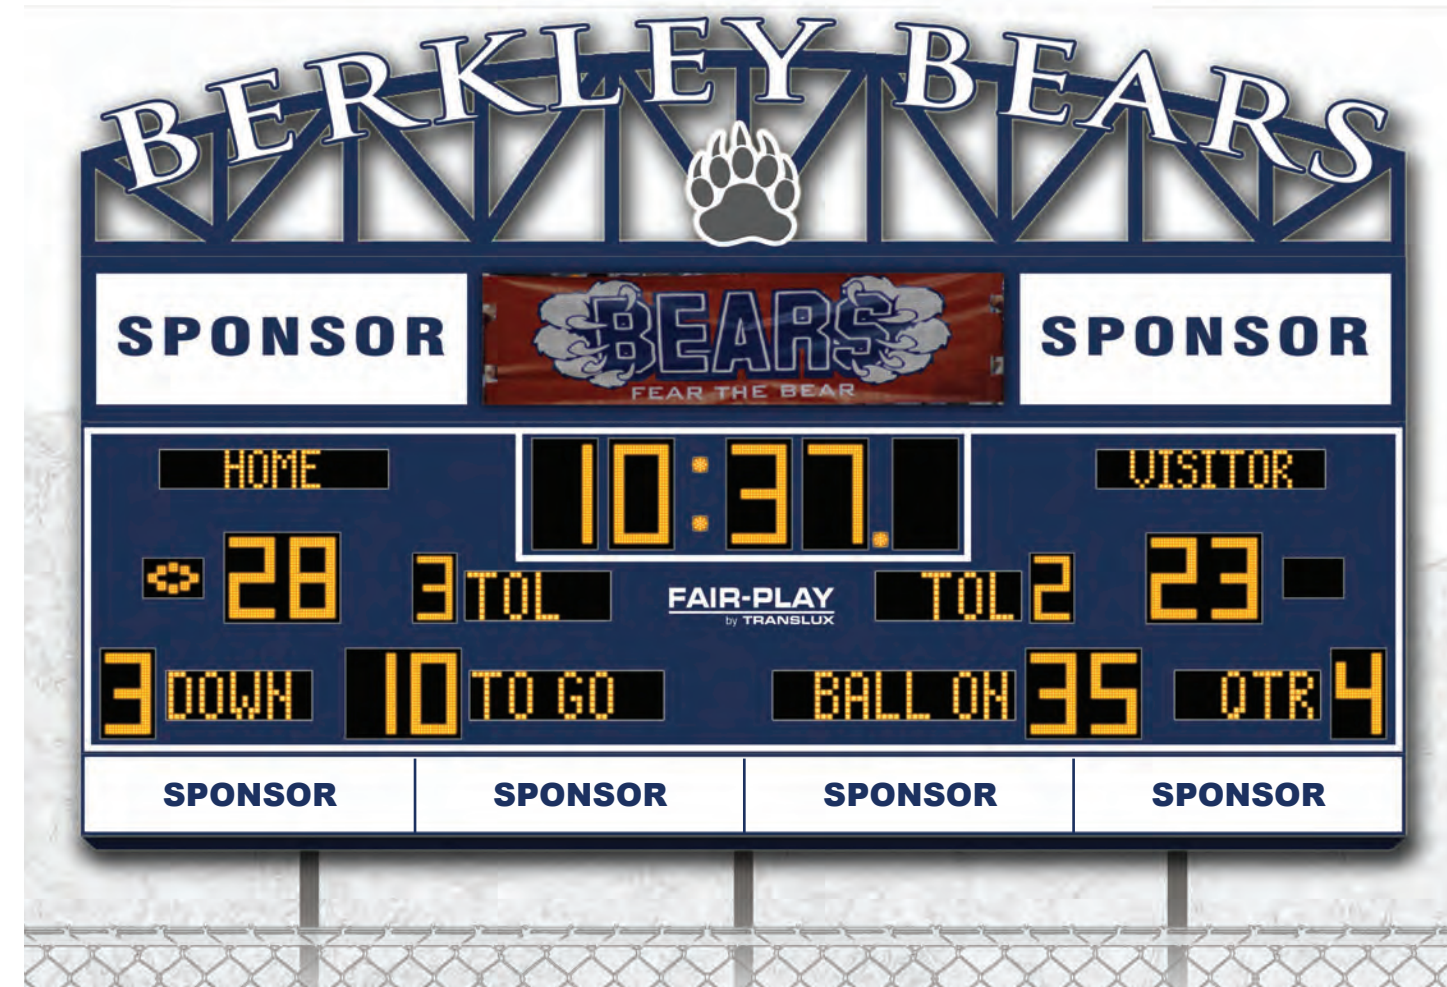 BERKLEY BEARS
SPONSOR
BEARS
FEAR THE BEAR
SPONSOR
HOME
10:37.
VISITOR
28
3 TOL
FAIR-PLAY
by TRANSLUX
TOL 2
23
3 DOWN
10 TO GO
BALL ON 35
QTR 4
SPONSOR
SPONSOR
SPONSOR
SPONSOR